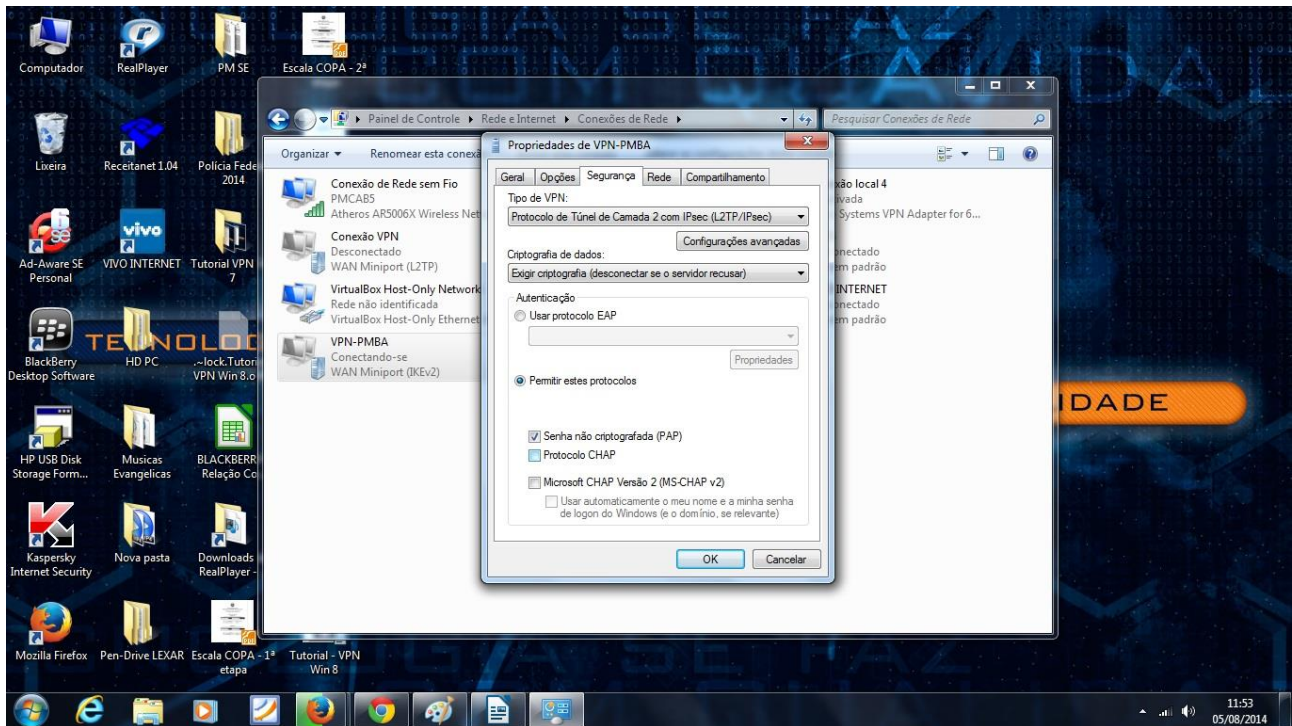 Computador
RealPlayer
PM SE
Escala COPA - 2ª
Painel de Controle
Rede e Internet
Conexões de Rede
Pesquisar Conexões de Rede
Organizar
Renomear esta conexã
Lixeira
Receitanet 1.04
Polícia Fede
2014
Conexão de Rede sem Fio
PMCAB5
Atheros AR5006X Wireless Net
Conexão VPN
Desconectado
WAN Miniport (L2TP)
VirtualBox Host-Only Network
Rede não identificada
VirtualBox Host-Only Ethernet
VPN-PMBA
Conectando-se
WAN Miniport (IKEv2)
Propriedades de VPN-PMBA
Geral
Opções
Segurança
Rede
Compartilhamento
Tipo de VPN:
Protocolo de Túnel de Camada 2 com IPsec (L2TP/IPsec)
Configurações avançadas
Criptografia de dados:
Exigir criptografia (desconectar se o servidor recusar)
Autenticação
Usar protocolo EAP
Propriedades
Permitir estes protocolos
Senha não criptografada (PAP)
Protocolo CHAP
Microsoft CHAP Versão 2 (MS-CHAP v2)
Usar automaticamente o meu nome e a minha senha
de logon do Windows (e o domínio, se relevante)
OK
Cancelar
xão local 4
vada
Systems VPN Adapter for 6...
onectado
em padrão
INTERNET
onectado
em padrão
Ad-Aware SE
Personal
vivo
VIVO INTERNET
Tutorial VPN
7
BlackBerry
Desktop Software
HD PC
.~lock.Tutori
VPN Win 8.o
IDADE
HP USB Disk
Storage Form...
Musicas
Evangelicas
BLACKBERR
Relação Co
Kaspersky
Internet Security
Nova pasta
Downloads
RealPlayer -
Mozilla Firefox
Pen-Drive LEXAR
Escala COPA - 1ª
etapa
Tutorial - VPN
Win 8
11:53
05/08/2014